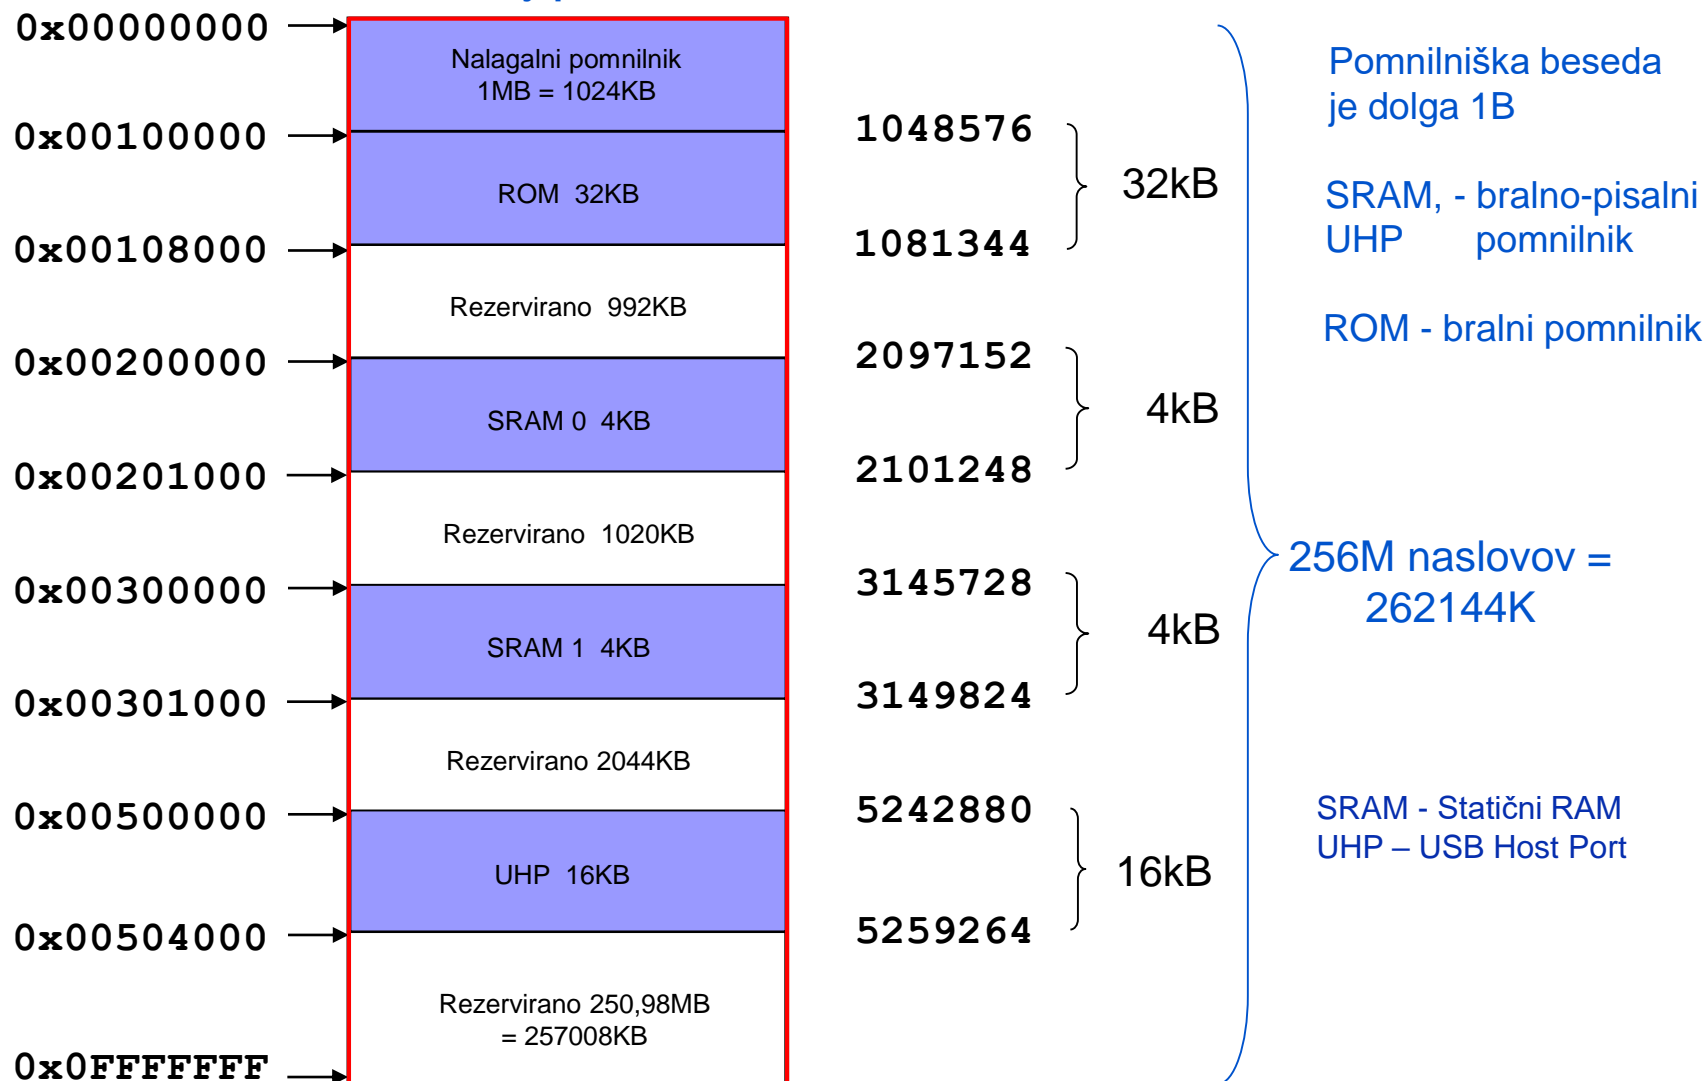 0x00000000
Nalagalni pomnilnik
1MB = 1024KB
0x00100000
ROM 32KB
0x00108000
Rezervirano 992KB
0x00200000
SRAM 0 4KB
0x00201000
Rezervirano 1020KB
0x00300000
SRAM 1 4KB
0x00301000
Rezervirano 2044KB
0x00500000
UHP 16KB
0x00504000
Rezervirano 250,98MB
= 257008KB
0x0FFFFFFF
1048576
32kB
1081344
2097152
4kB
2101248
3145728
4kB
3149824
5242880
16kB
5259264
256M naslovov =
262144K
Pomnilniška beseda
je dolga 1B
SRAM, - bralno-pisalni
UHP pomnilnik
ROM - bralni pomnilnik
SRAM - Statični RAM
UHP – USB Host Port